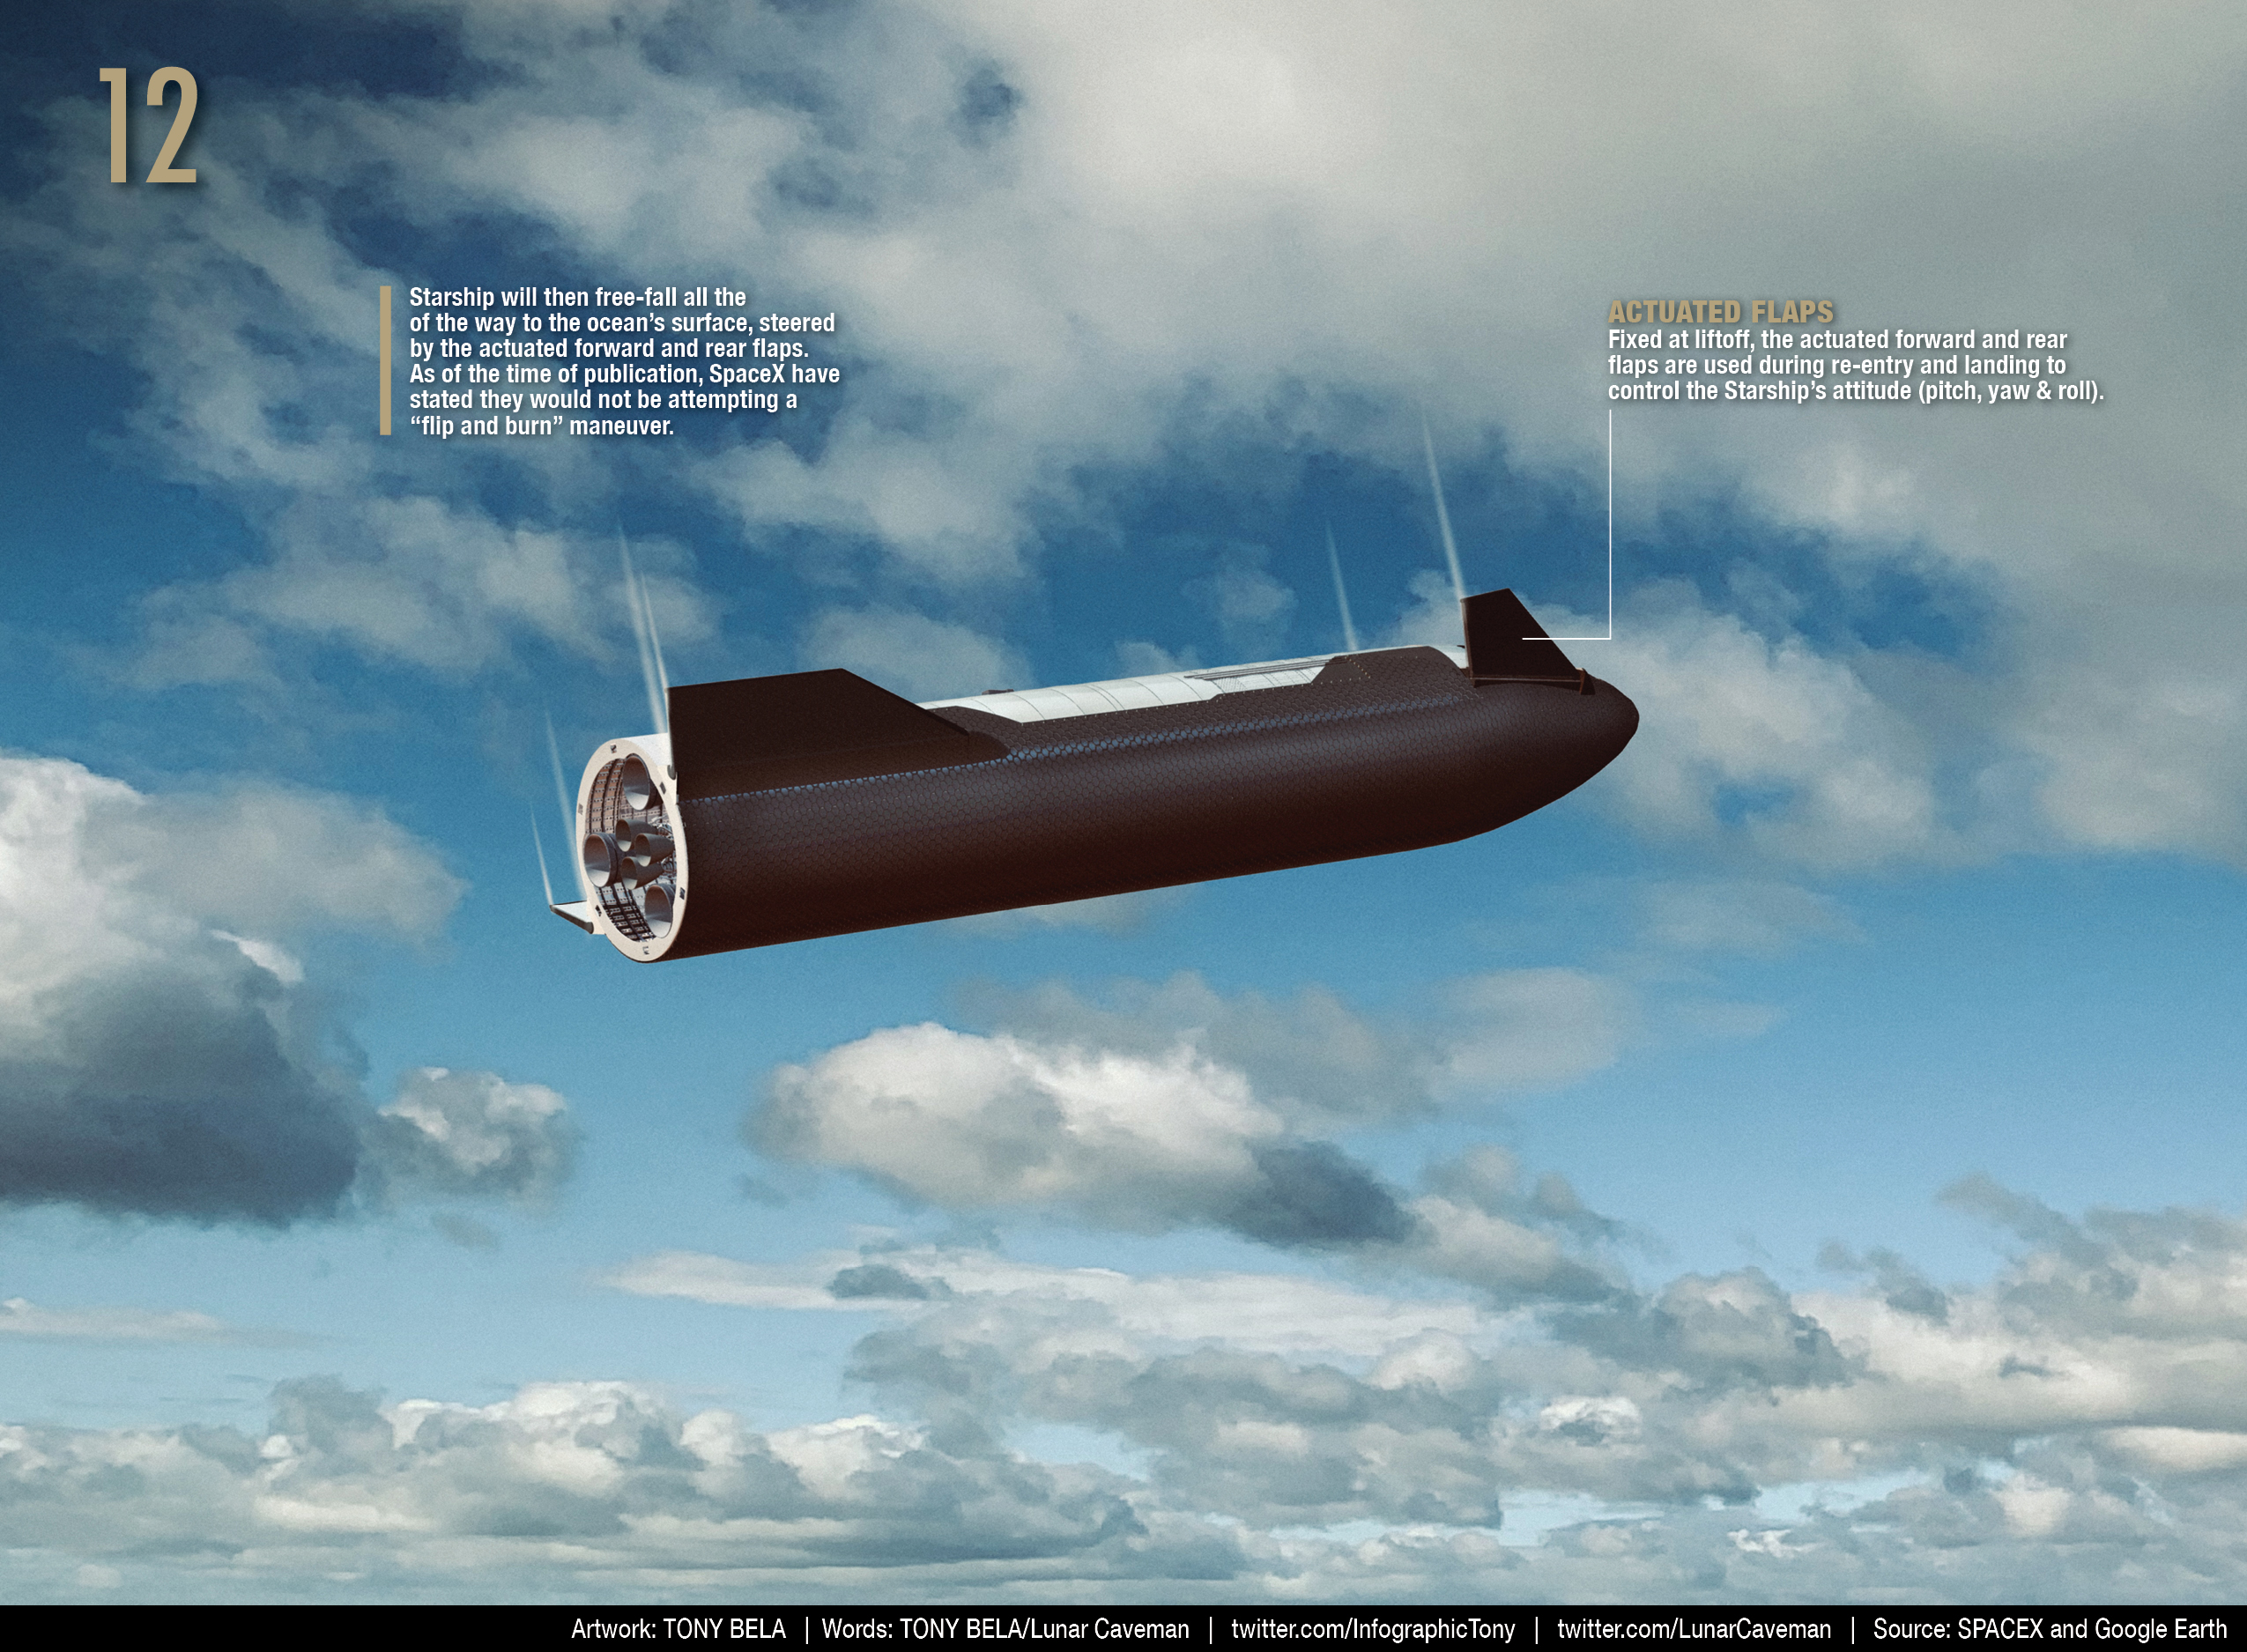 12
Starship will then free-fall all the
of the way to the ocean’s surface, steered
by the actuated forward and rear flaps.
As of the time of publication, SpaceX have
stated they would not be attempting a
“flip and burn” maneuver.
ACTUATED FLAPS
Fixed at liftoff, the actuated forward and rear
flaps are used during re-entry and landing to
control the Starship’s attitude (pitch, yaw & roll).
Artwork: TONY BELA | Words: TONY BELA/Lunar Caveman | twitter.com/InfographicTony | twitter.com/LunarCaveman | Source: SPACEX and Google Earth